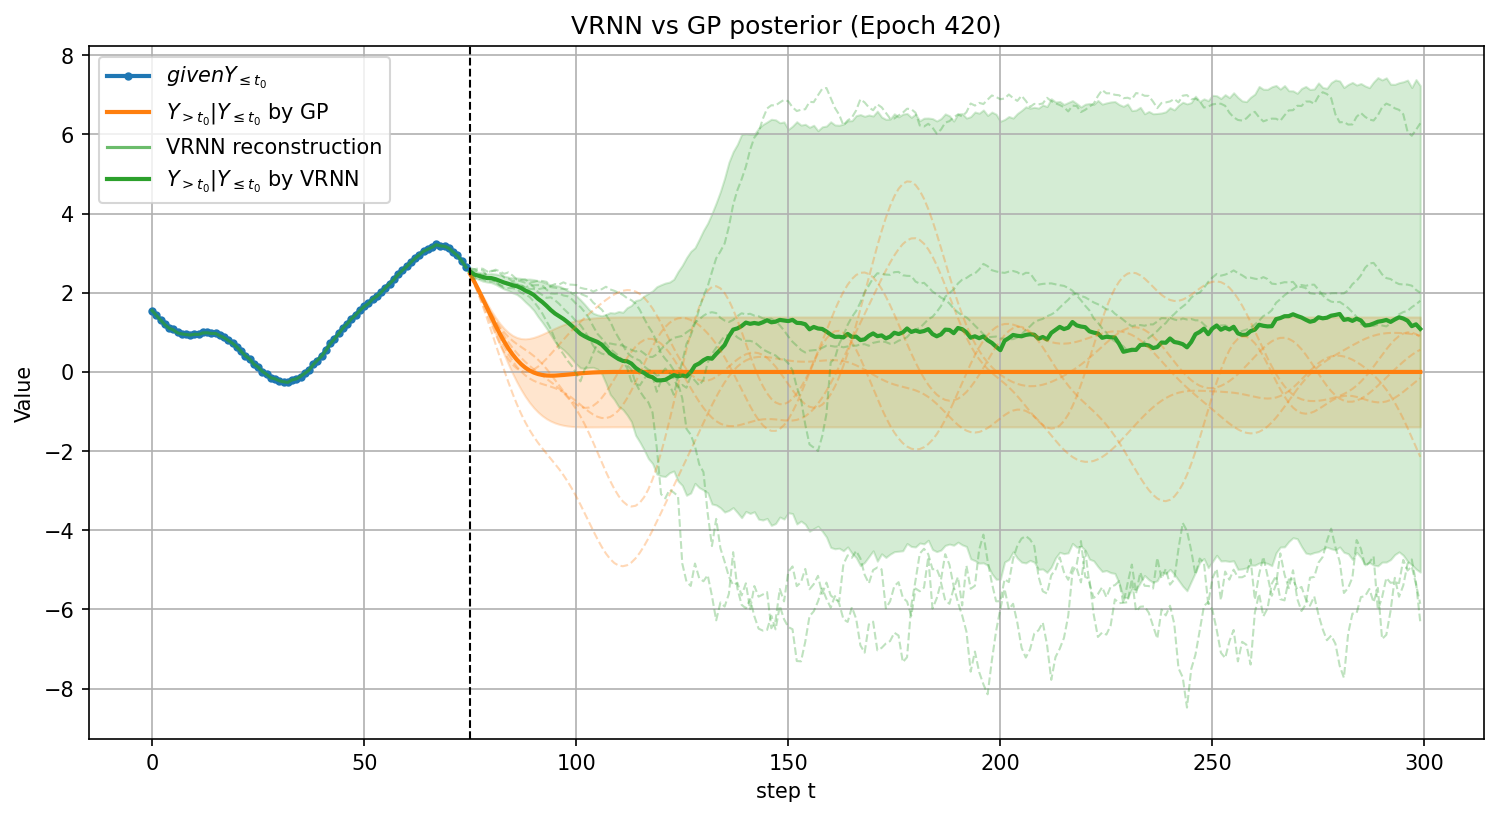 VRNN vs GP posterior (Epoch 420)
givenY≤t₀
Y>t₀|Y≤t₀ by GP
VRNN reconstruction
Y>t₀|Y≤t₀ by VRNN
Value
8
6
4
2
0
−2
−4
−6
−8
0 50 100 150 200 250 300
step t